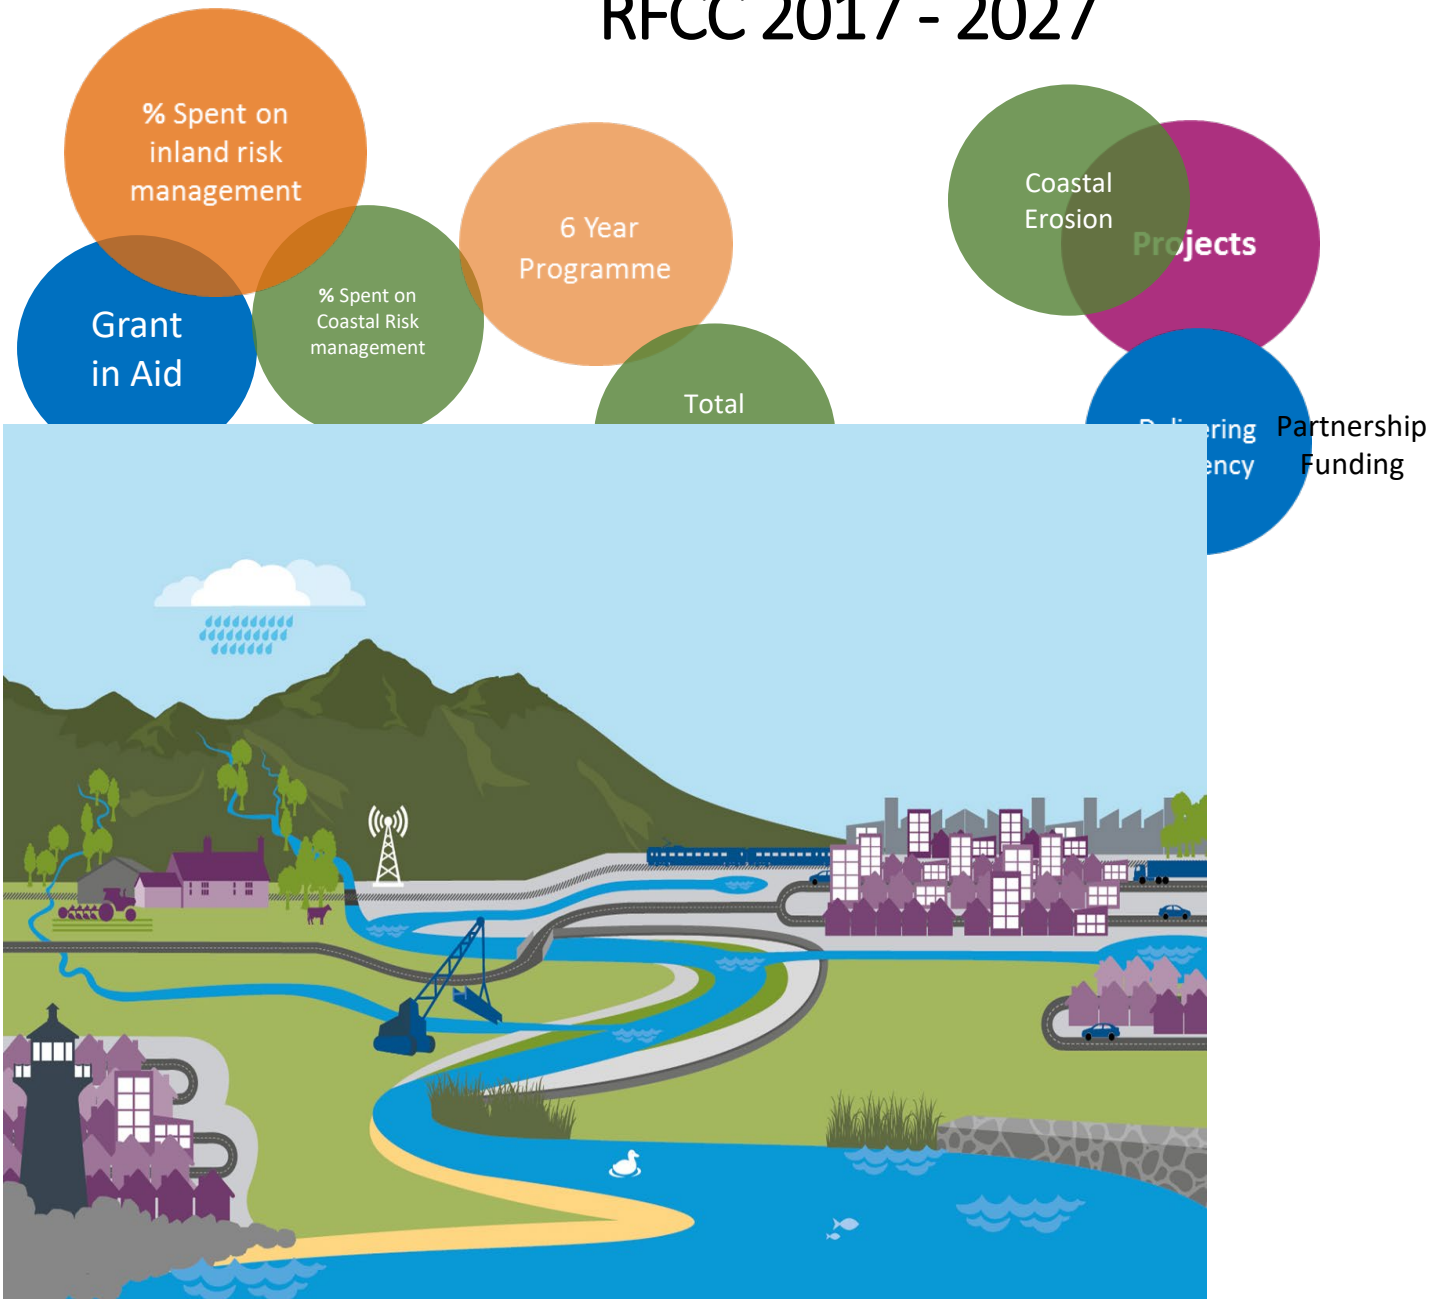 RFCC 2017 - 2027
% Spent on
inland risk
management
6 Year
Programme
Coastal
Erosion
Projects
% Spent on
Coastal Risk
management
Grant
in Aid
Total
Partnership
Funding